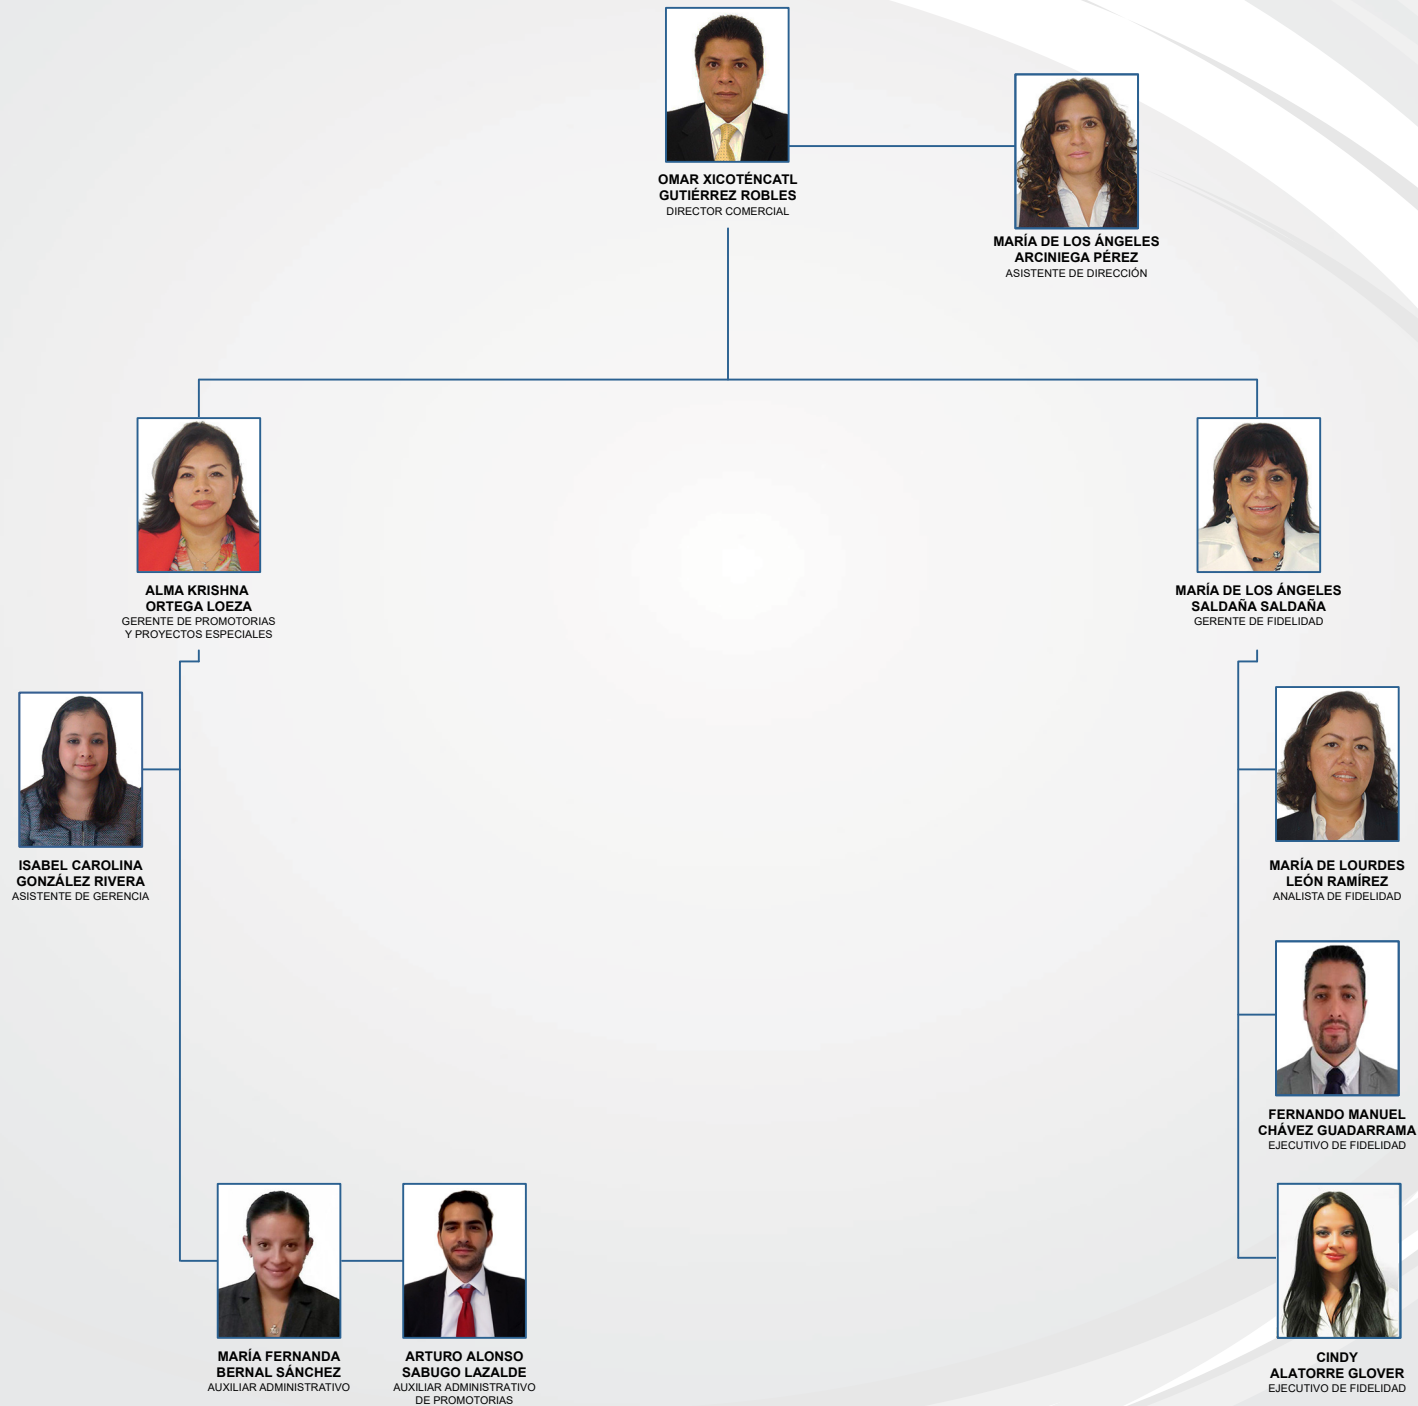 OMAR XICOTÉNCATL
GUTIÉRREZ ROBLES
DIRECTOR COMERCIAL
MARÍA DE LOS ÁNGELES
ARCINIEGA PÉREZ
ASISTENTE DE DIRECCIÓN
ALMA KRISHNA
ORTEGA LOEZA
GERENTE DE PROMOTORIAS
Y PROYECTOS ESPECIALES
MARÍA DE LOS ÁNGELES
SALDAÑA SALDAÑA
GERENTE DE FIDELIDAD
ISABEL CAROLINA
GONZÁLEZ RIVERA
ASISTENTE DE GERENCIA
MARÍA DE LOURDES
LEÓN RAMÍREZ
ANALISTA DE FIDELIDAD
FERNANDO MANUEL
CHÁVEZ GUADARRAMA
EJECUTIVO DE FIDELIDAD
MARÍA FERNANDA
BERNAL SÁNCHEZ
AUXILIAR ADMINISTRATIVO
ARTURO ALONSO
SABUGO LAZALDE
AUXILIAR ADMINISTRATIVO
DE PROMOTORIAS
CINDY
ALATORRE GLOVER
EJECUTIVO DE FIDELIDAD